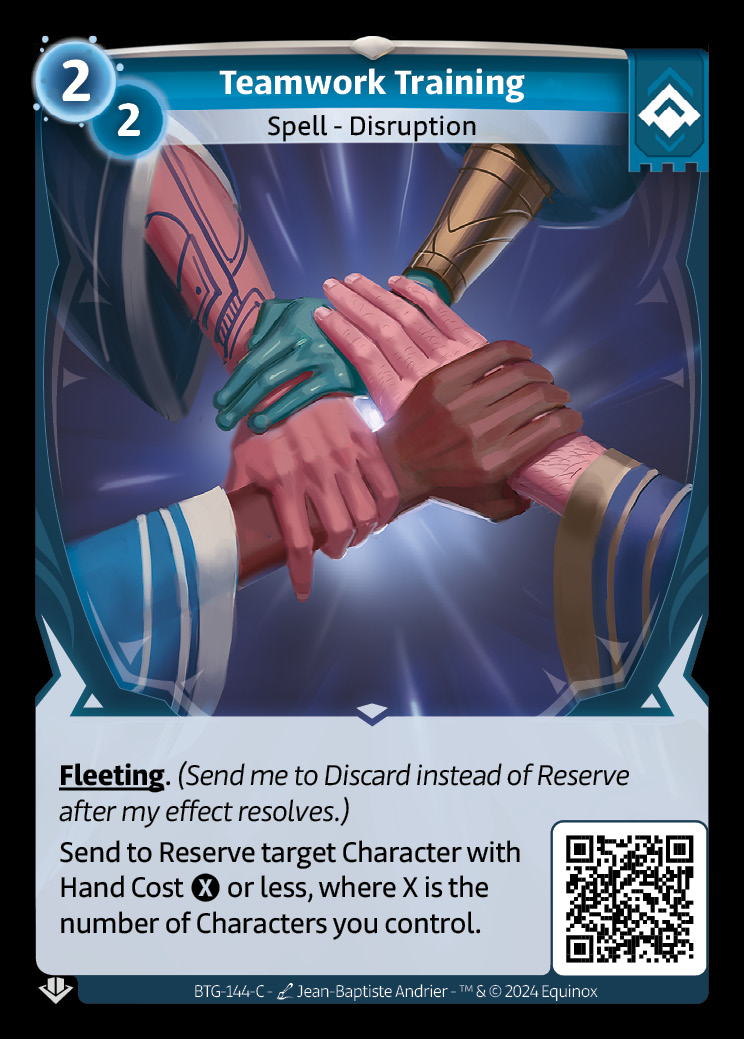 2
Teamwork Training
2
Spell - Disruption
Fleeting. (Send me to Discard instead of Reserve
after my effect resolves.)
Send to Reserve target Character with
Hand Cost X or less, where X is the
number of Characters you control.
BTG-144-C - Jean-Baptiste Andrier - ™ & © 2024 Equinox